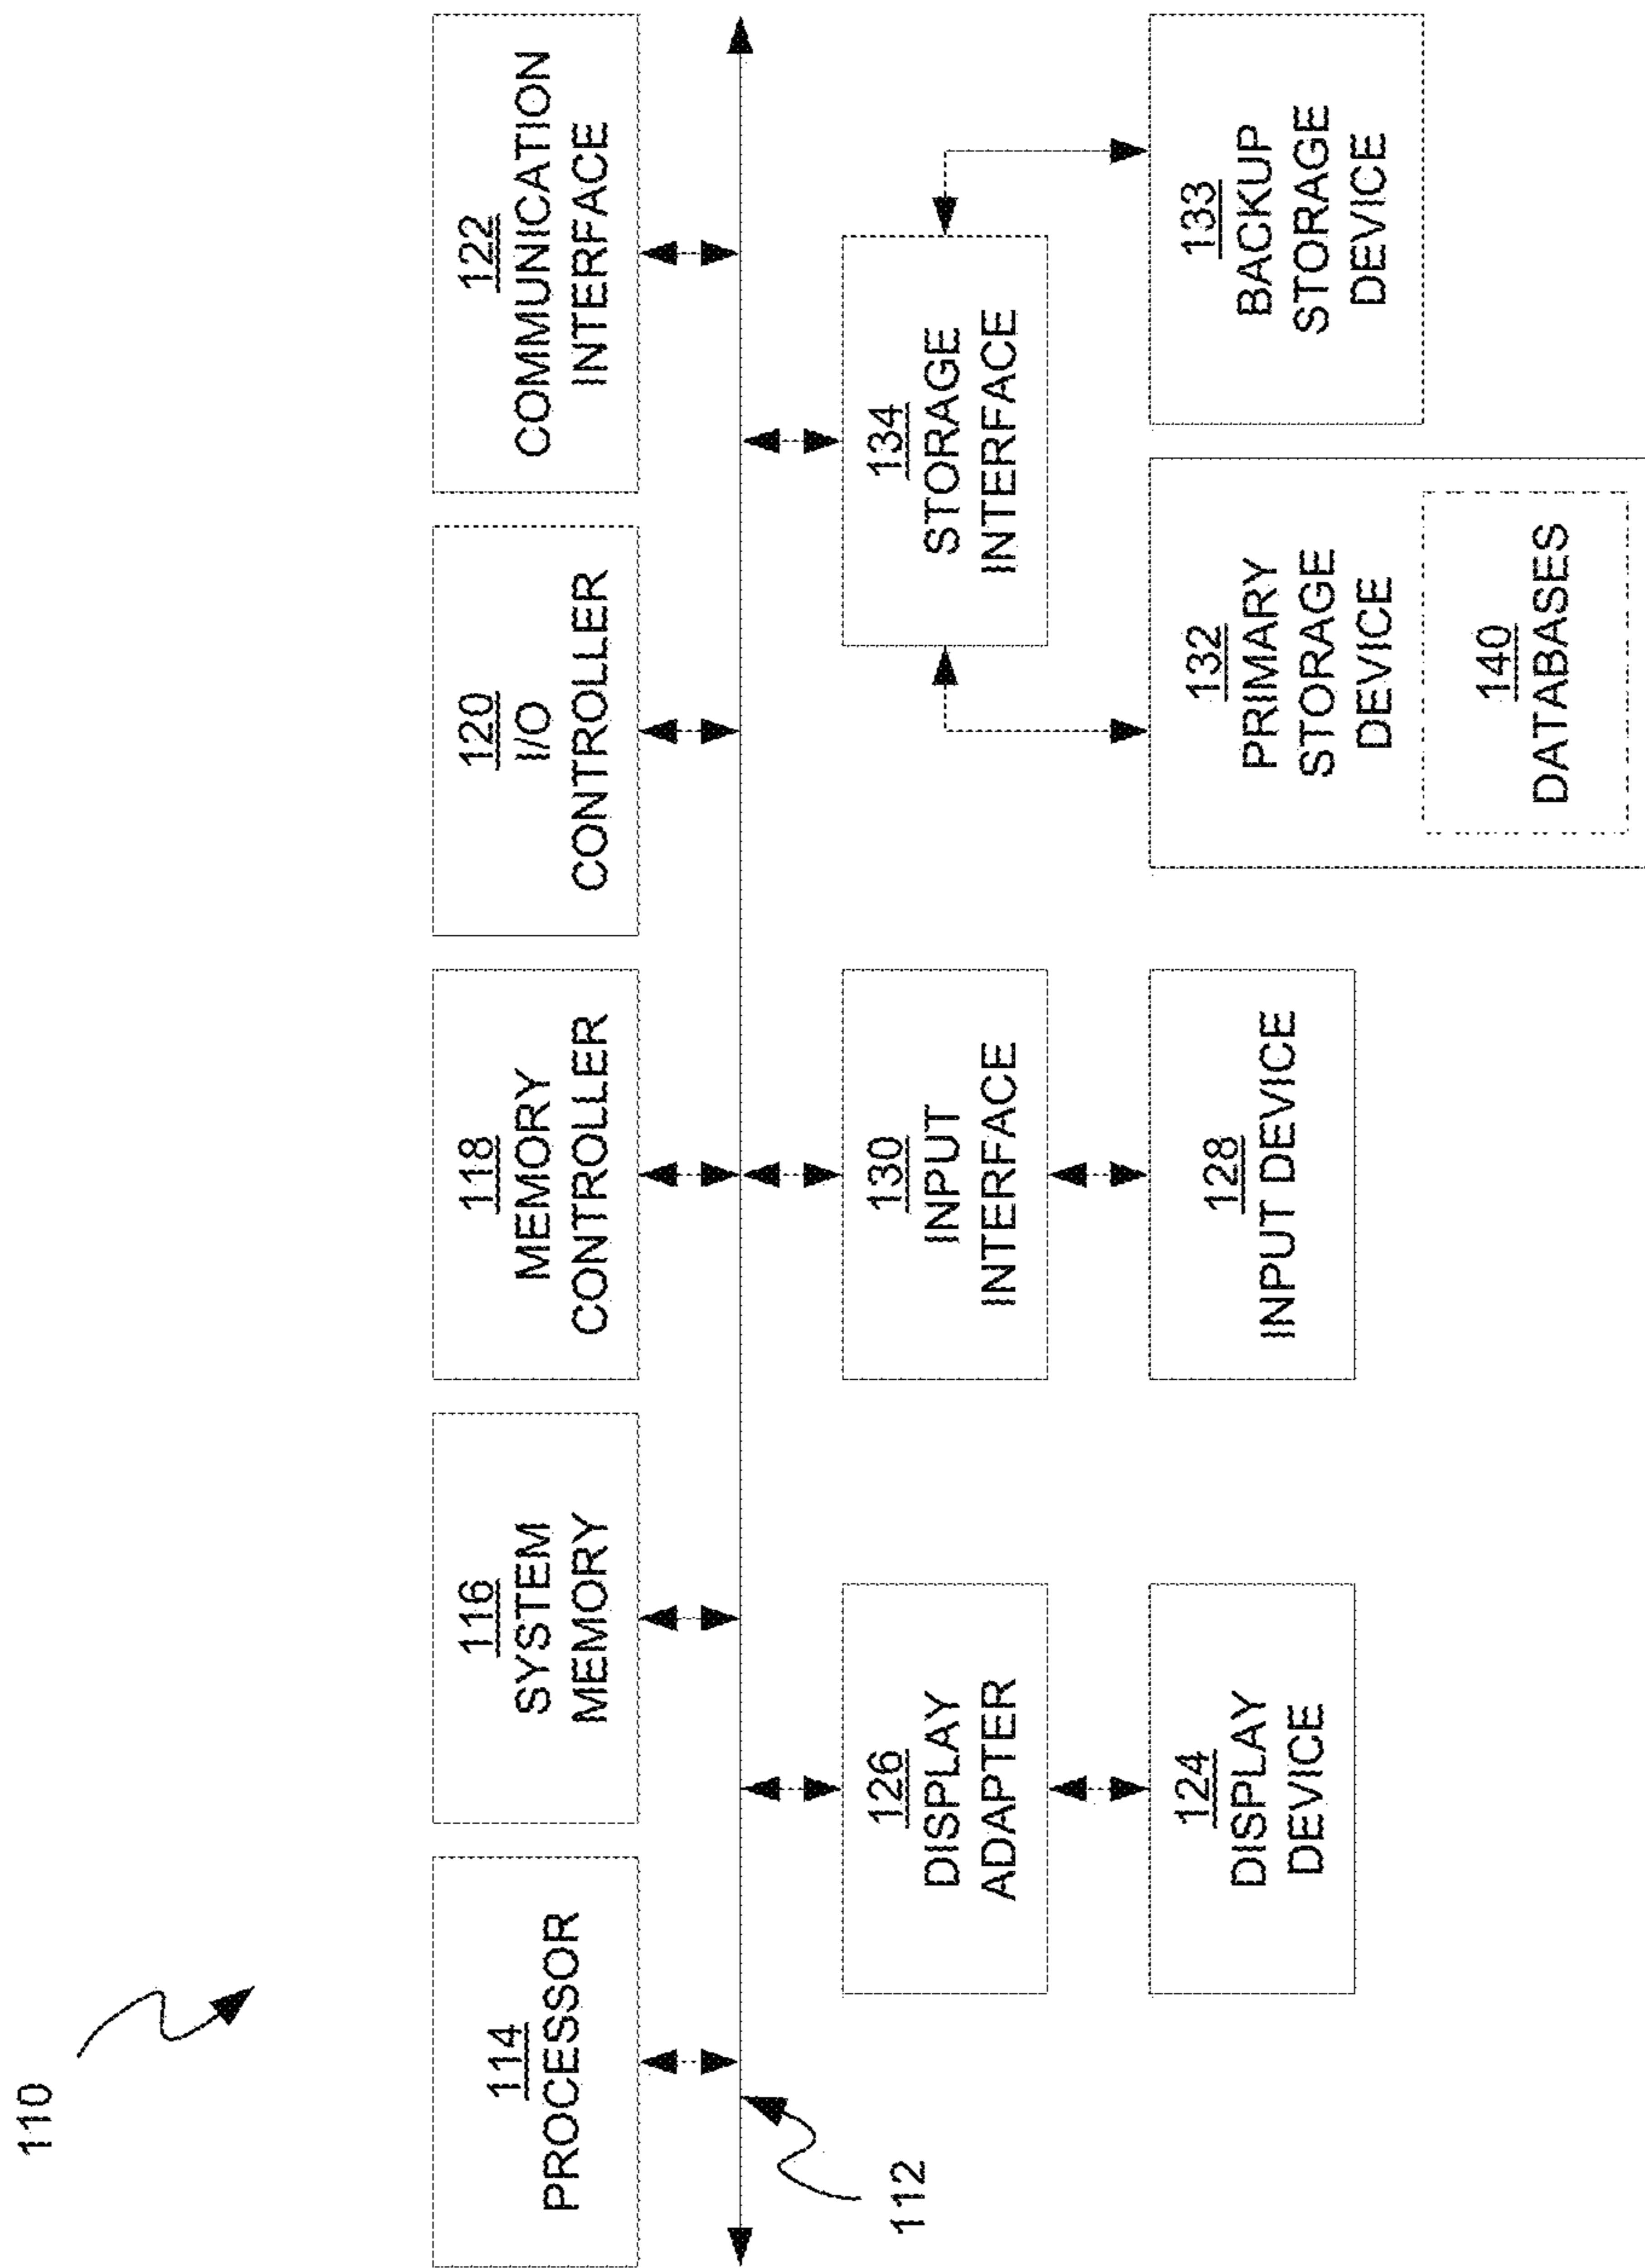 110
114
PROCESSOR
116
SYSTEM
MEMORY
118
MEMORY
CONTROLLER
120
I/O
CONTROLLER
122
COMMUNICATION
INTERFACE
112
126
DISPLAY
ADAPTER
130
INPUT
INTERFACE
134
STORAGE
INTERFACE
124
DISPLAY
DEVICE
128
INPUT DEVICE
132
PRIMARY
STORAGE
DEVICE
140
DATABASES
133
BACKUP
STORAGE
DEVICE